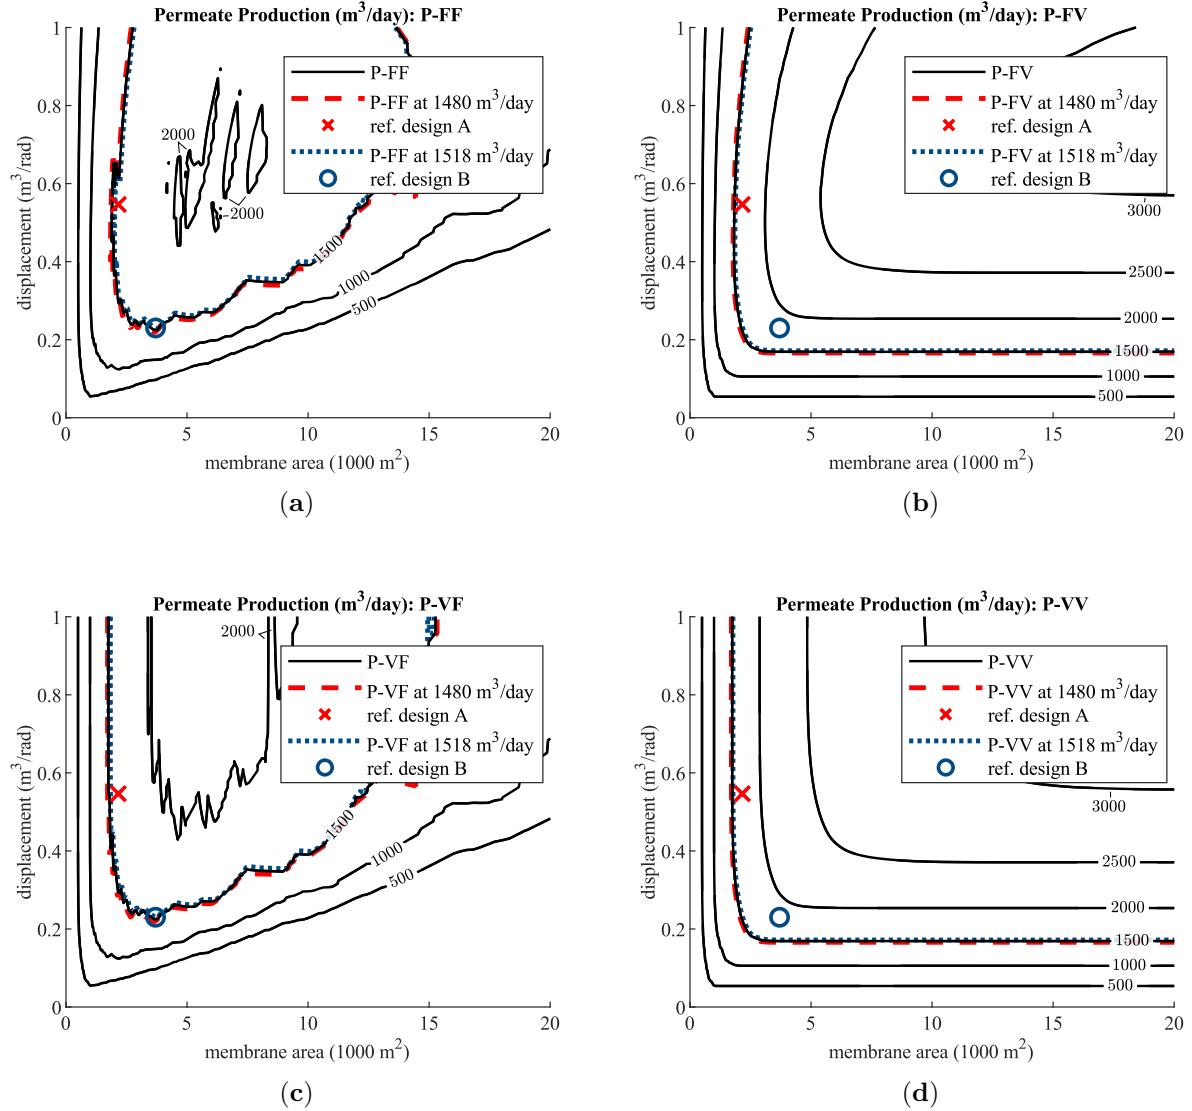 Permeate Production (m³/day): P-FF
1
0.8
0.6
0.4
0.2
0
displacement (m³/rad)
0 5 10 15 20
membrane area (1000 m²)
2000
-2000
1500
1000
500
P-FF
P-FF at 1480 m³/day
ref. design A
P-FF at 1518 m³/day
ref. design B
(a)
Permeate Production (m³/day): P-FV
1
0.8
0.6
0.4
0.2
0
displacement (m³/rad)
0 5 10 15 20
membrane area (1000 m²)
3000
2500
2000
1500
1000
500
P-FV
P-FV at 1480 m³/day
ref. design A
P-FV at 1518 m³/day
ref. design B
(b)
Permeate Production (m³/day): P-VF
1
0.8
0.6
0.4
0.2
0
displacement (m³/rad)
0 5 10 15 20
membrane area (1000 m²)
2000
1500
1000
500
P-VF
P-VF at 1480 m³/day
ref. design A
P-VF at 1518 m³/day
ref. design B
(c)
Permeate Production (m³/day): P-VV
1
0.8
0.6
0.4
0.2
0
displacement (m³/rad)
0 5 10 15 20
membrane area (1000 m²)
3000
2500
2000
1500
1000
500
P-VV
P-VV at 1480 m³/day
ref. design A
P-VV at 1518 m³/day
ref. design B
(d)